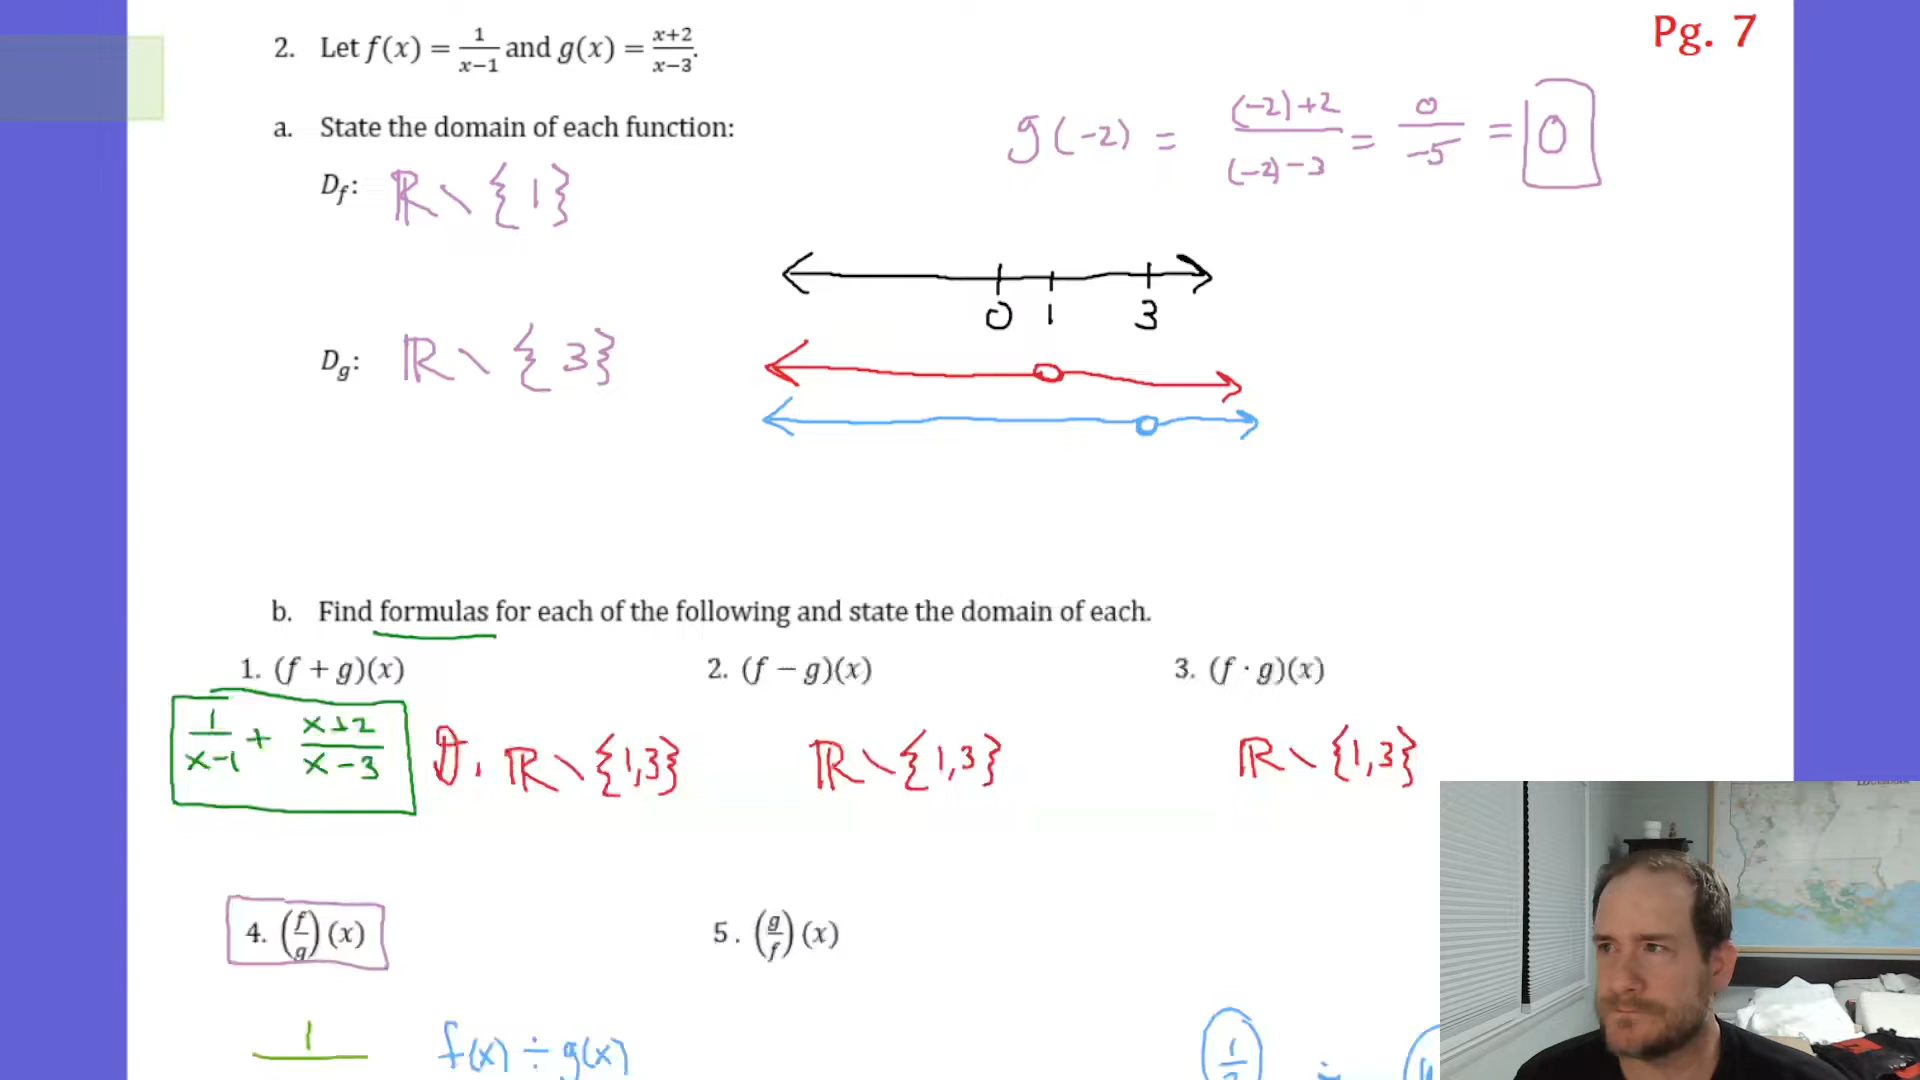 Pg. 7
2. Let f(x) = 1/(x−1) and g(x) = (x+2)/(x−3).
a. State the domain of each function:
g(-2) = ((-2)+2)/((-2)-3) = 0/-5 = 0
D_f: ℝ \ {1}
0 1 3
D_g: ℝ \ {3}
b. Find formulas for each of the following and state the domain of each.
1. (f + g)(x)
2. (f − g)(x)
3. (f · g)(x)
1/(x-1) + (x+2)/(x-3)
D: ℝ \ {1,3}
ℝ \ {1,3}
ℝ \ {1,3}
4. (f/g)(x)
5. (g/f)(x)
1
f(x) ÷ g(x)
1
÷